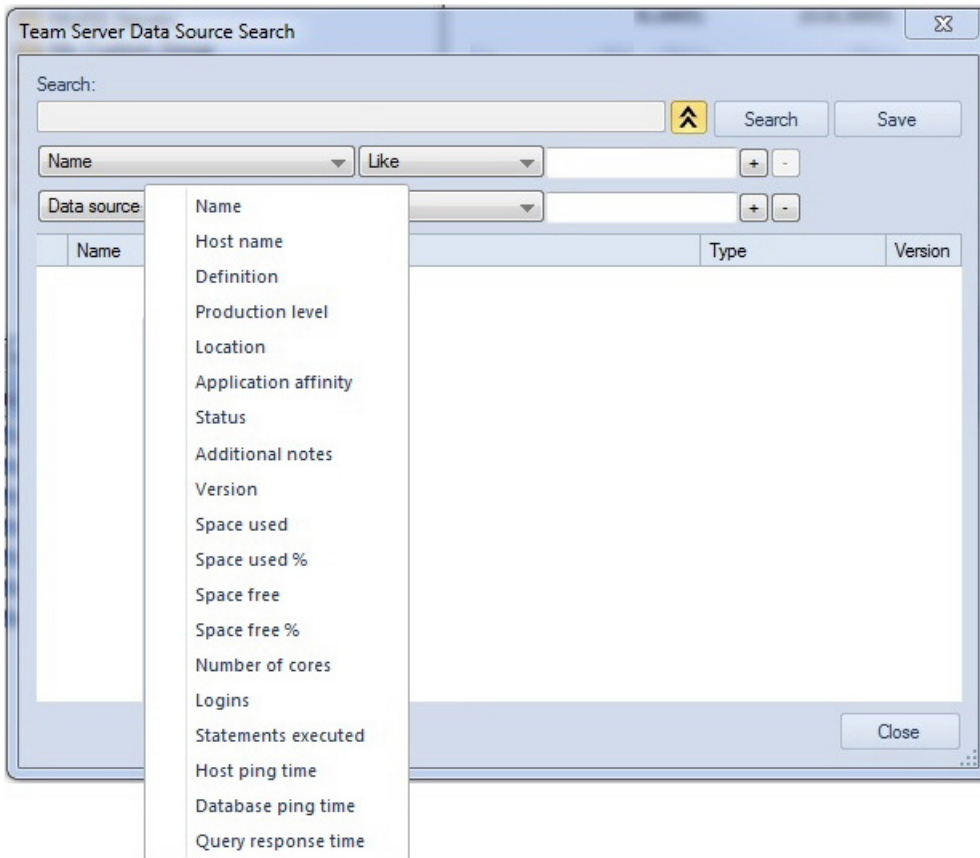 Team Server Data Source Search
Search:
Search Save
Name Like + -
Data source + -
Name Type Version
Name
Host name
Definition
Production level
Location
Application affinity
Status
Additional notes
Version
Space used
Space used %
Space free
Space free %
Number of cores
Logins
Statements executed
Host ping time
Database ping time
Query response time
Close